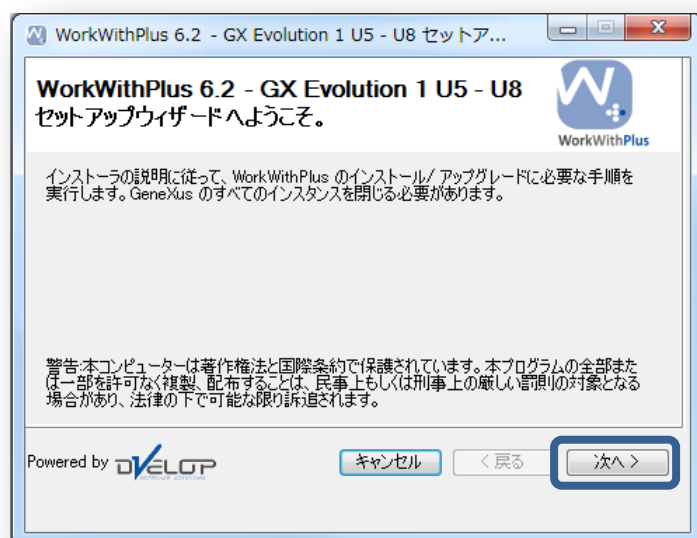 WorkWithPlus 6.2 - GX Evolution 1 U5 - U8 セットア...
WorkWithPlus 6.2 - GX Evolution 1 U5 - U8
セットアップウィザードへようこそ。
WorkWithPlus
インストーラの説明に従って、WorkWithPlus のインストール/ アップグレードに必要な手順を
実行します。GeneXus のすべてのインスタンスを閉じる必要があります。
警告:本コンピューターは著作権法と国際条約で保護されています。本プログラムの全部また
は一部を許可なく複製、配布することは、民事上もしくは刑事上の厳しい罰則の対象となる
場合があり、法律の下で可能な限り訴追されます。
Powered by DVELOP
キャンセル
< 戻る
次へ >